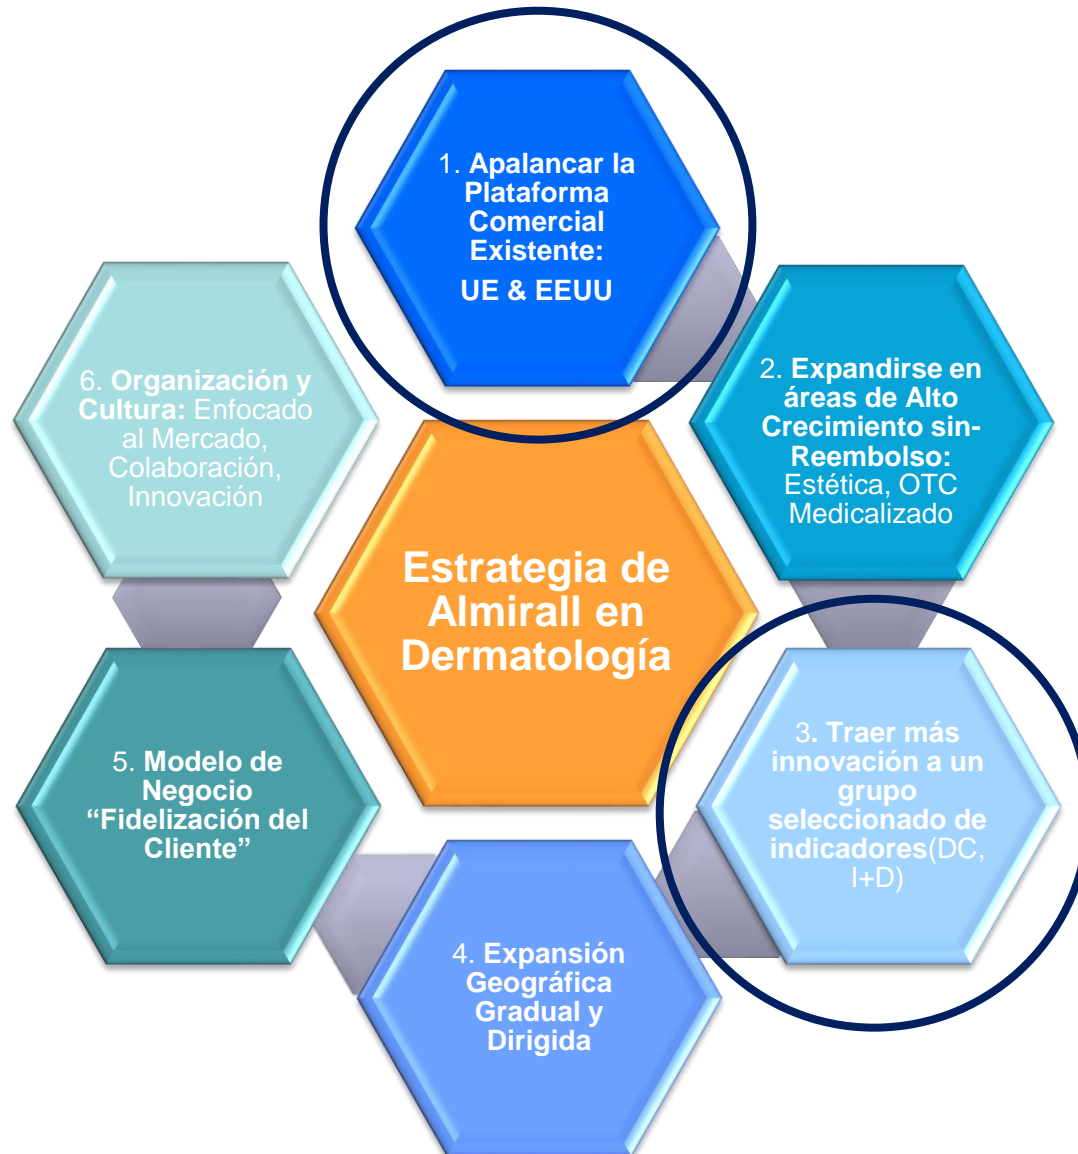 1. Apalancar la
Plataforma
Comercial
Existente:
UE & EEUU
2. Expandirse en
áreas de Alto
Crecimiento sin-
Reembolso:
Estética, OTC
Medicalizado
3. Traer más
innovación a un
grupo
seleccionado de
indicadores(DC,
I+D)
4. Expansión
Geográfica
Gradual y
Dirigida
5. Modelo de
Negocio
“Fidelización del
Cliente”
6. Organización y
Cultura: Enfocado
al Mercado,
Colaboración,
Innovación
Estrategia de
Almirall en
Dermatología